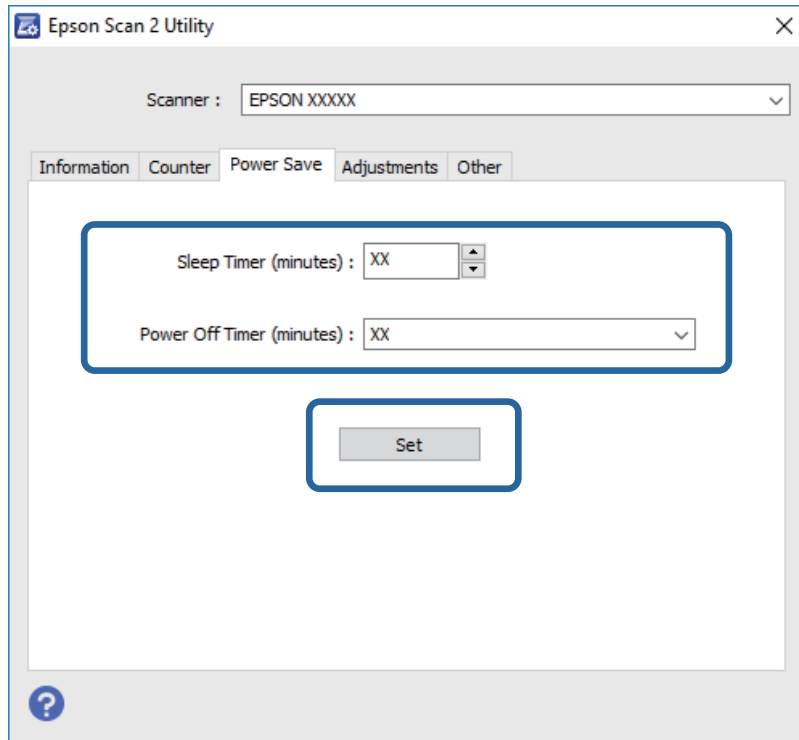 Epson Scan 2 Utility
Scanner : EPSON XXXXX
Information Counter Power Save Adjustments Other
Sleep Timer (minutes) : XX
Power Off Timer (minutes) : XX
Set
?